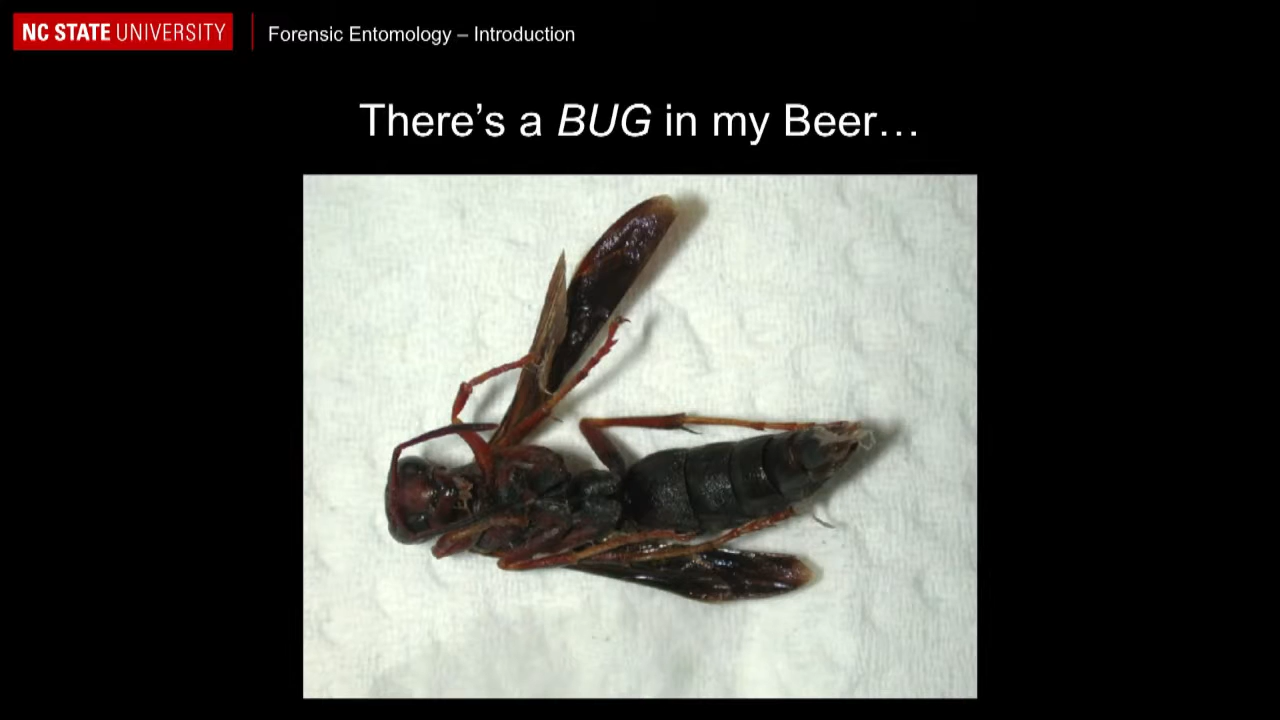 NC STATE UNIVERSITY
Forensic Entomology – Introduction
There’s a BUG in my Beer…